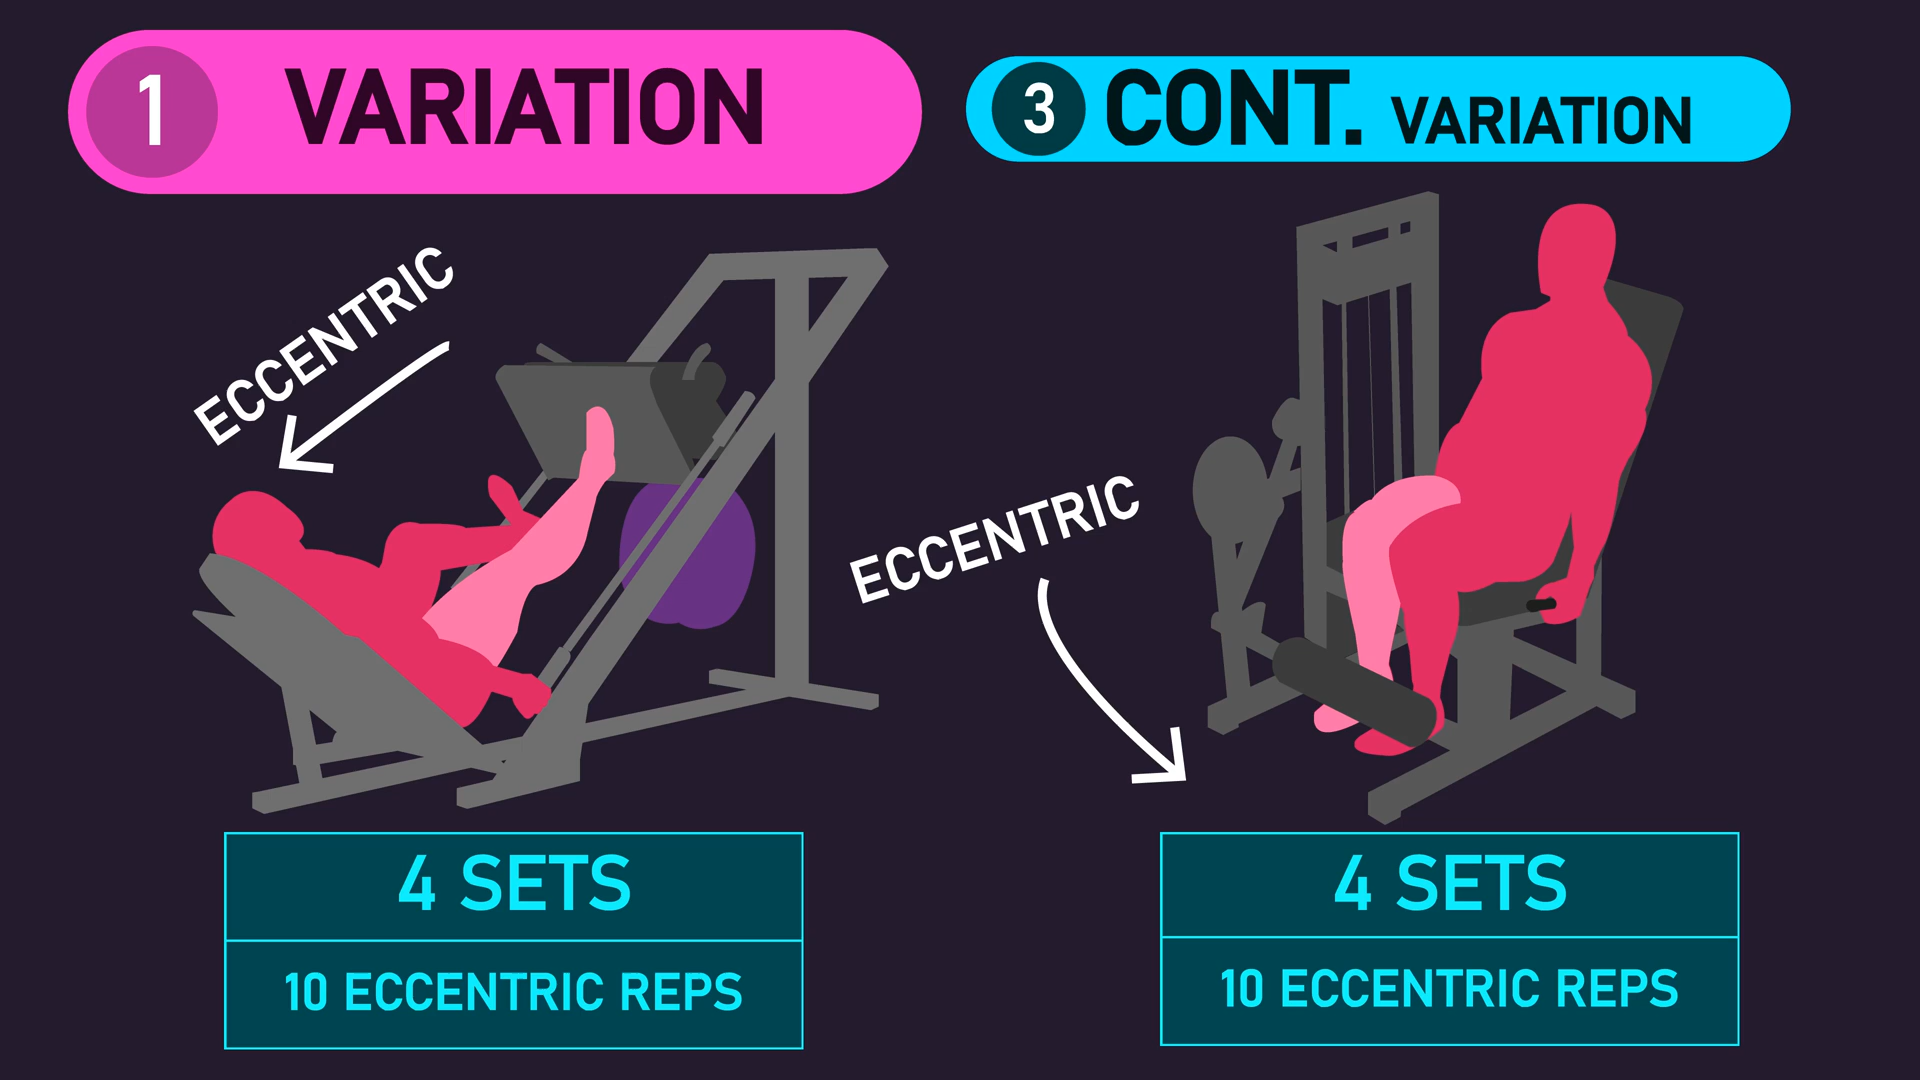 1 VARIATION
3 CONT. VARIATION
ECCENTRIC
ECCENTRIC
4 SETS
10 ECCENTRIC REPS
4 SETS
10 ECCENTRIC REPS